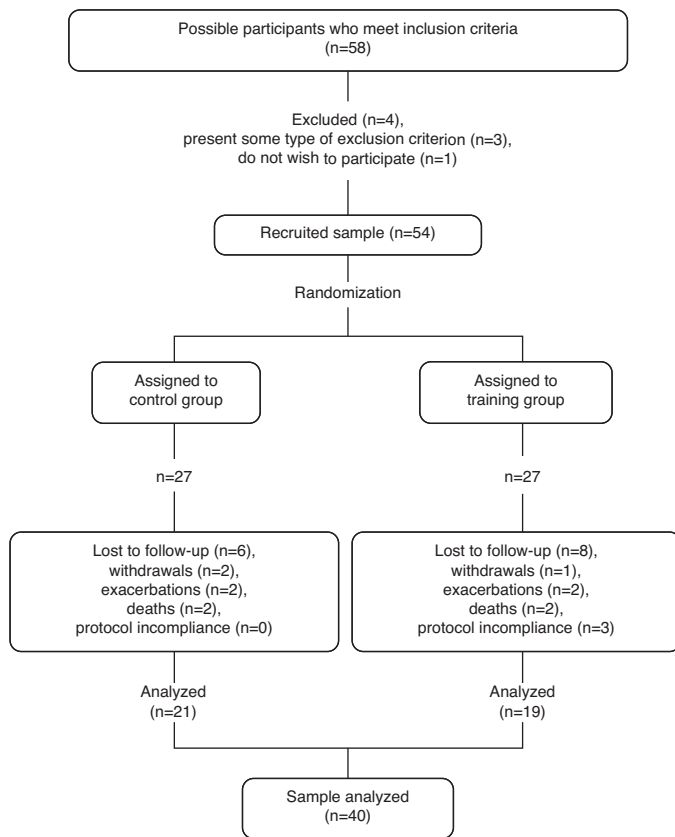 Possible participants who meet inclusion criteria
(n=58)
Excluded (n=4),
present some type of exclusion criterion (n=3),
do not wish to participate (n=1)
Recruited sample (n=54)
Randomization
Assigned to
control group
Assigned to
training group
n=27
n=27
Lost to follow-up (n=6),
withdrawals (n=2),
exacerbations (n=2),
deaths (n=2),
protocol incompliance (n=0)
Lost to follow-up (n=8),
withdrawals (n=1),
exacerbations (n=2),
deaths (n=2),
protocol incompliance (n=3)
Analyzed
(n=21)
Analyzed
(n=19)
Sample analyzed
(n=40)